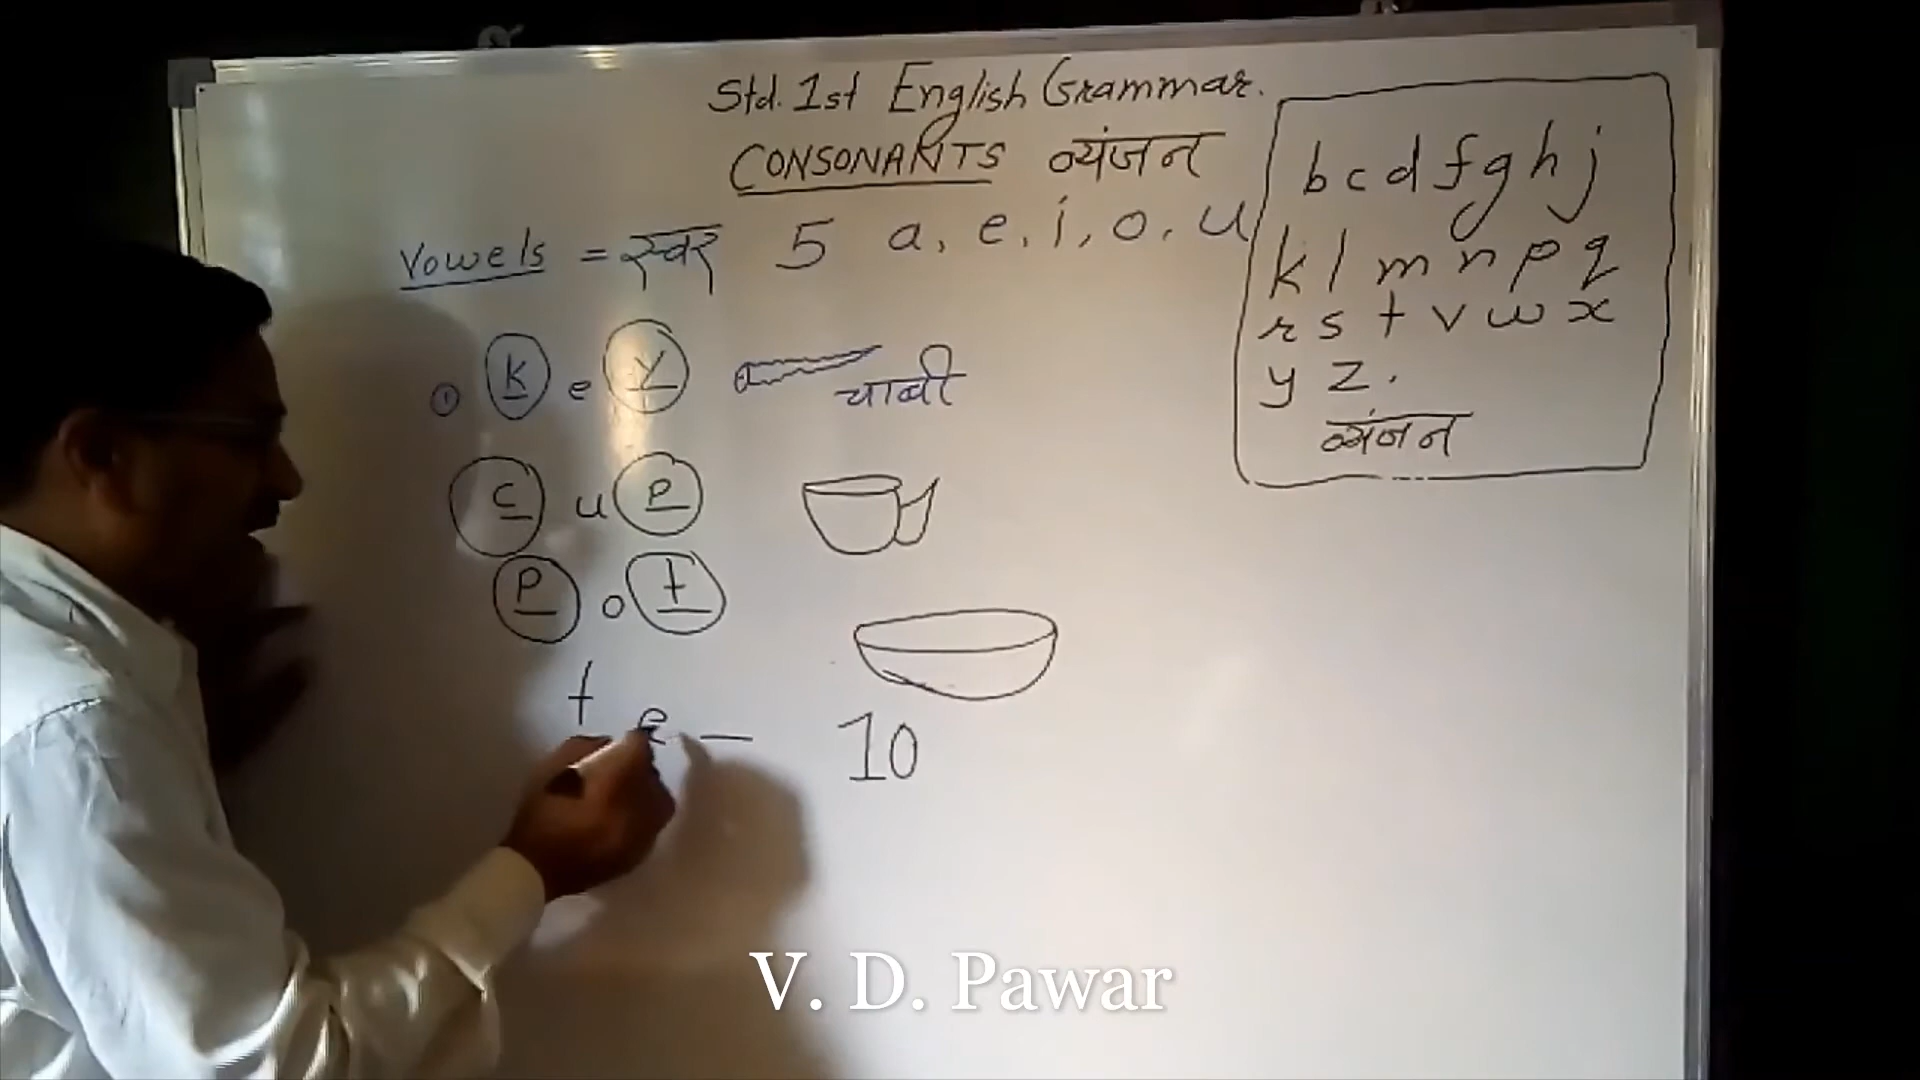 Std. 1st English Grammar.
CONSONANTS व्यंजन
Vowels = स्वर 5 a, e, i, o, u
b c d f g h j
k l m n p q
r s t v w x
y z.
व्यंजन
① K e y चाबी
C u P
P o t
t e _ 10
V. D. Pawar